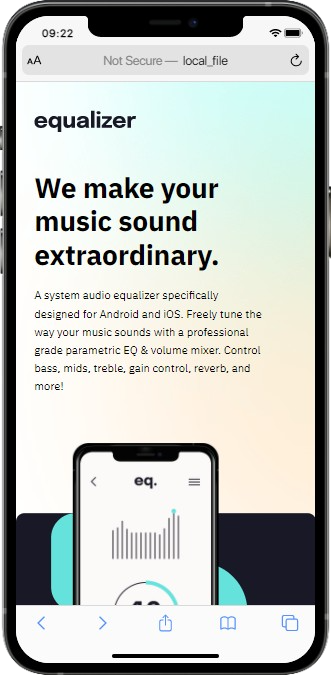 09:22
AA Not Secure — local_file
equalizer
We make your
music sound
extraordinary.
A system audio equalizer specifically
designed for Android and iOS. Freely tune the
way your music sounds with a professional
grade parametric EQ & volume mixer. Control
bass, mids, treble, gain control, reverb, and
more!
eq.